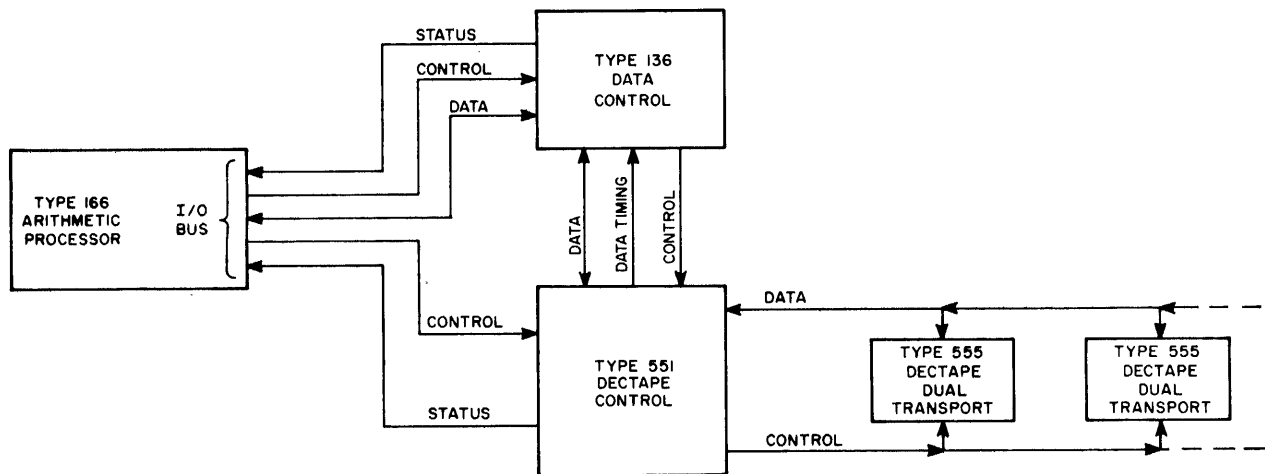 STATUS
CONTROL
DATA
TYPE 136
DATA
CONTROL
TYPE 166
ARITHMETIC
PROCESSOR
I/O
BUS
DATA
DATA TIMING
CONTROL
CONTROL
STATUS
TYPE 551
DECTAPE
CONTROL
DATA
CONTROL
TYPE 555
DECTAPE
DUAL
TRANSPORT
TYPE 555
DECTAPE
DUAL
TRANSPORT